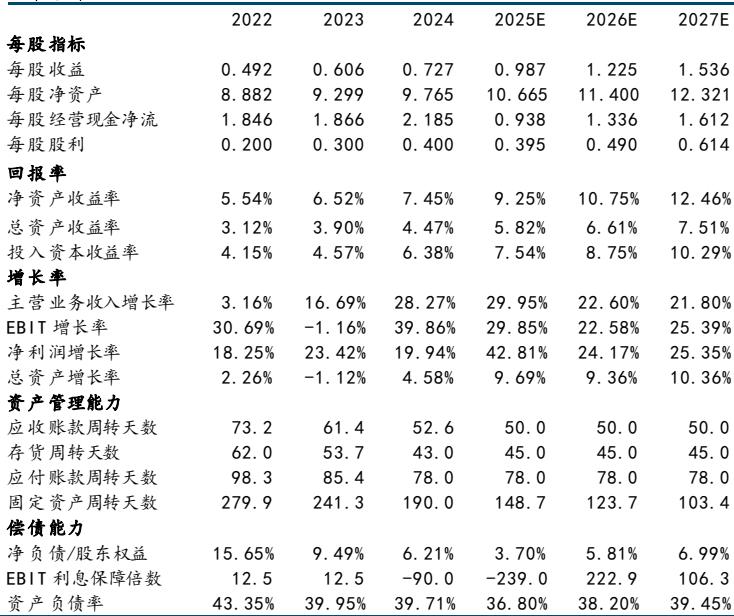 2022 2023 2024 2025E 2026E 2027E
每股指标
每股收益 0.492 0.606 0.727 0.987 1.225 1.536
每股净资产 8.882 9.299 9.765 10.665 11.400 12.321
每股经营现金净流 1.846 1.866 2.185 0.938 1.336 1.612
每股股利 0.200 0.300 0.400 0.395 0.490 0.614
回报率
净资产收益率 5.54% 6.52% 7.45% 9.25% 10.75% 12.46%
总资产收益率 3.12% 3.90% 4.47% 5.82% 6.61% 7.51%
投入资本收益率 4.15% 4.57% 6.38% 7.54% 8.75% 10.29%
增长率
主营业务收入增长率 3.16% 16.69% 28.27% 29.95% 22.60% 21.80%
EBIT增长率 30.69% -1.16% 39.86% 29.85% 22.58% 25.39%
净利润增长率 18.25% 23.42% 19.94% 42.81% 24.17% 25.35%
总资产增长率 2.26% -1.12% 4.58% 9.69% 9.36% 10.36%
资产管理能力
应收账款周转天数 73.2 61.4 52.6 50.0 50.0 50.0
存货周转天数 62.0 53.7 43.0 45.0 45.0 45.0
应付账款周转天数 98.3 85.4 78.0 78.0 78.0 78.0
固定资产周转天数 279.9 241.3 190.0 148.7 123.7 103.4
偿债能力
净负债/股东权益 15.65% 9.49% 6.21% 3.70% 5.81% 6.99%
EBIT利息保障倍数 12.5 12.5 -90.0 -239.0 222.9 106.3
资产负债率 43.35% 39.95% 39.71% 36.80% 38.20% 39.45%